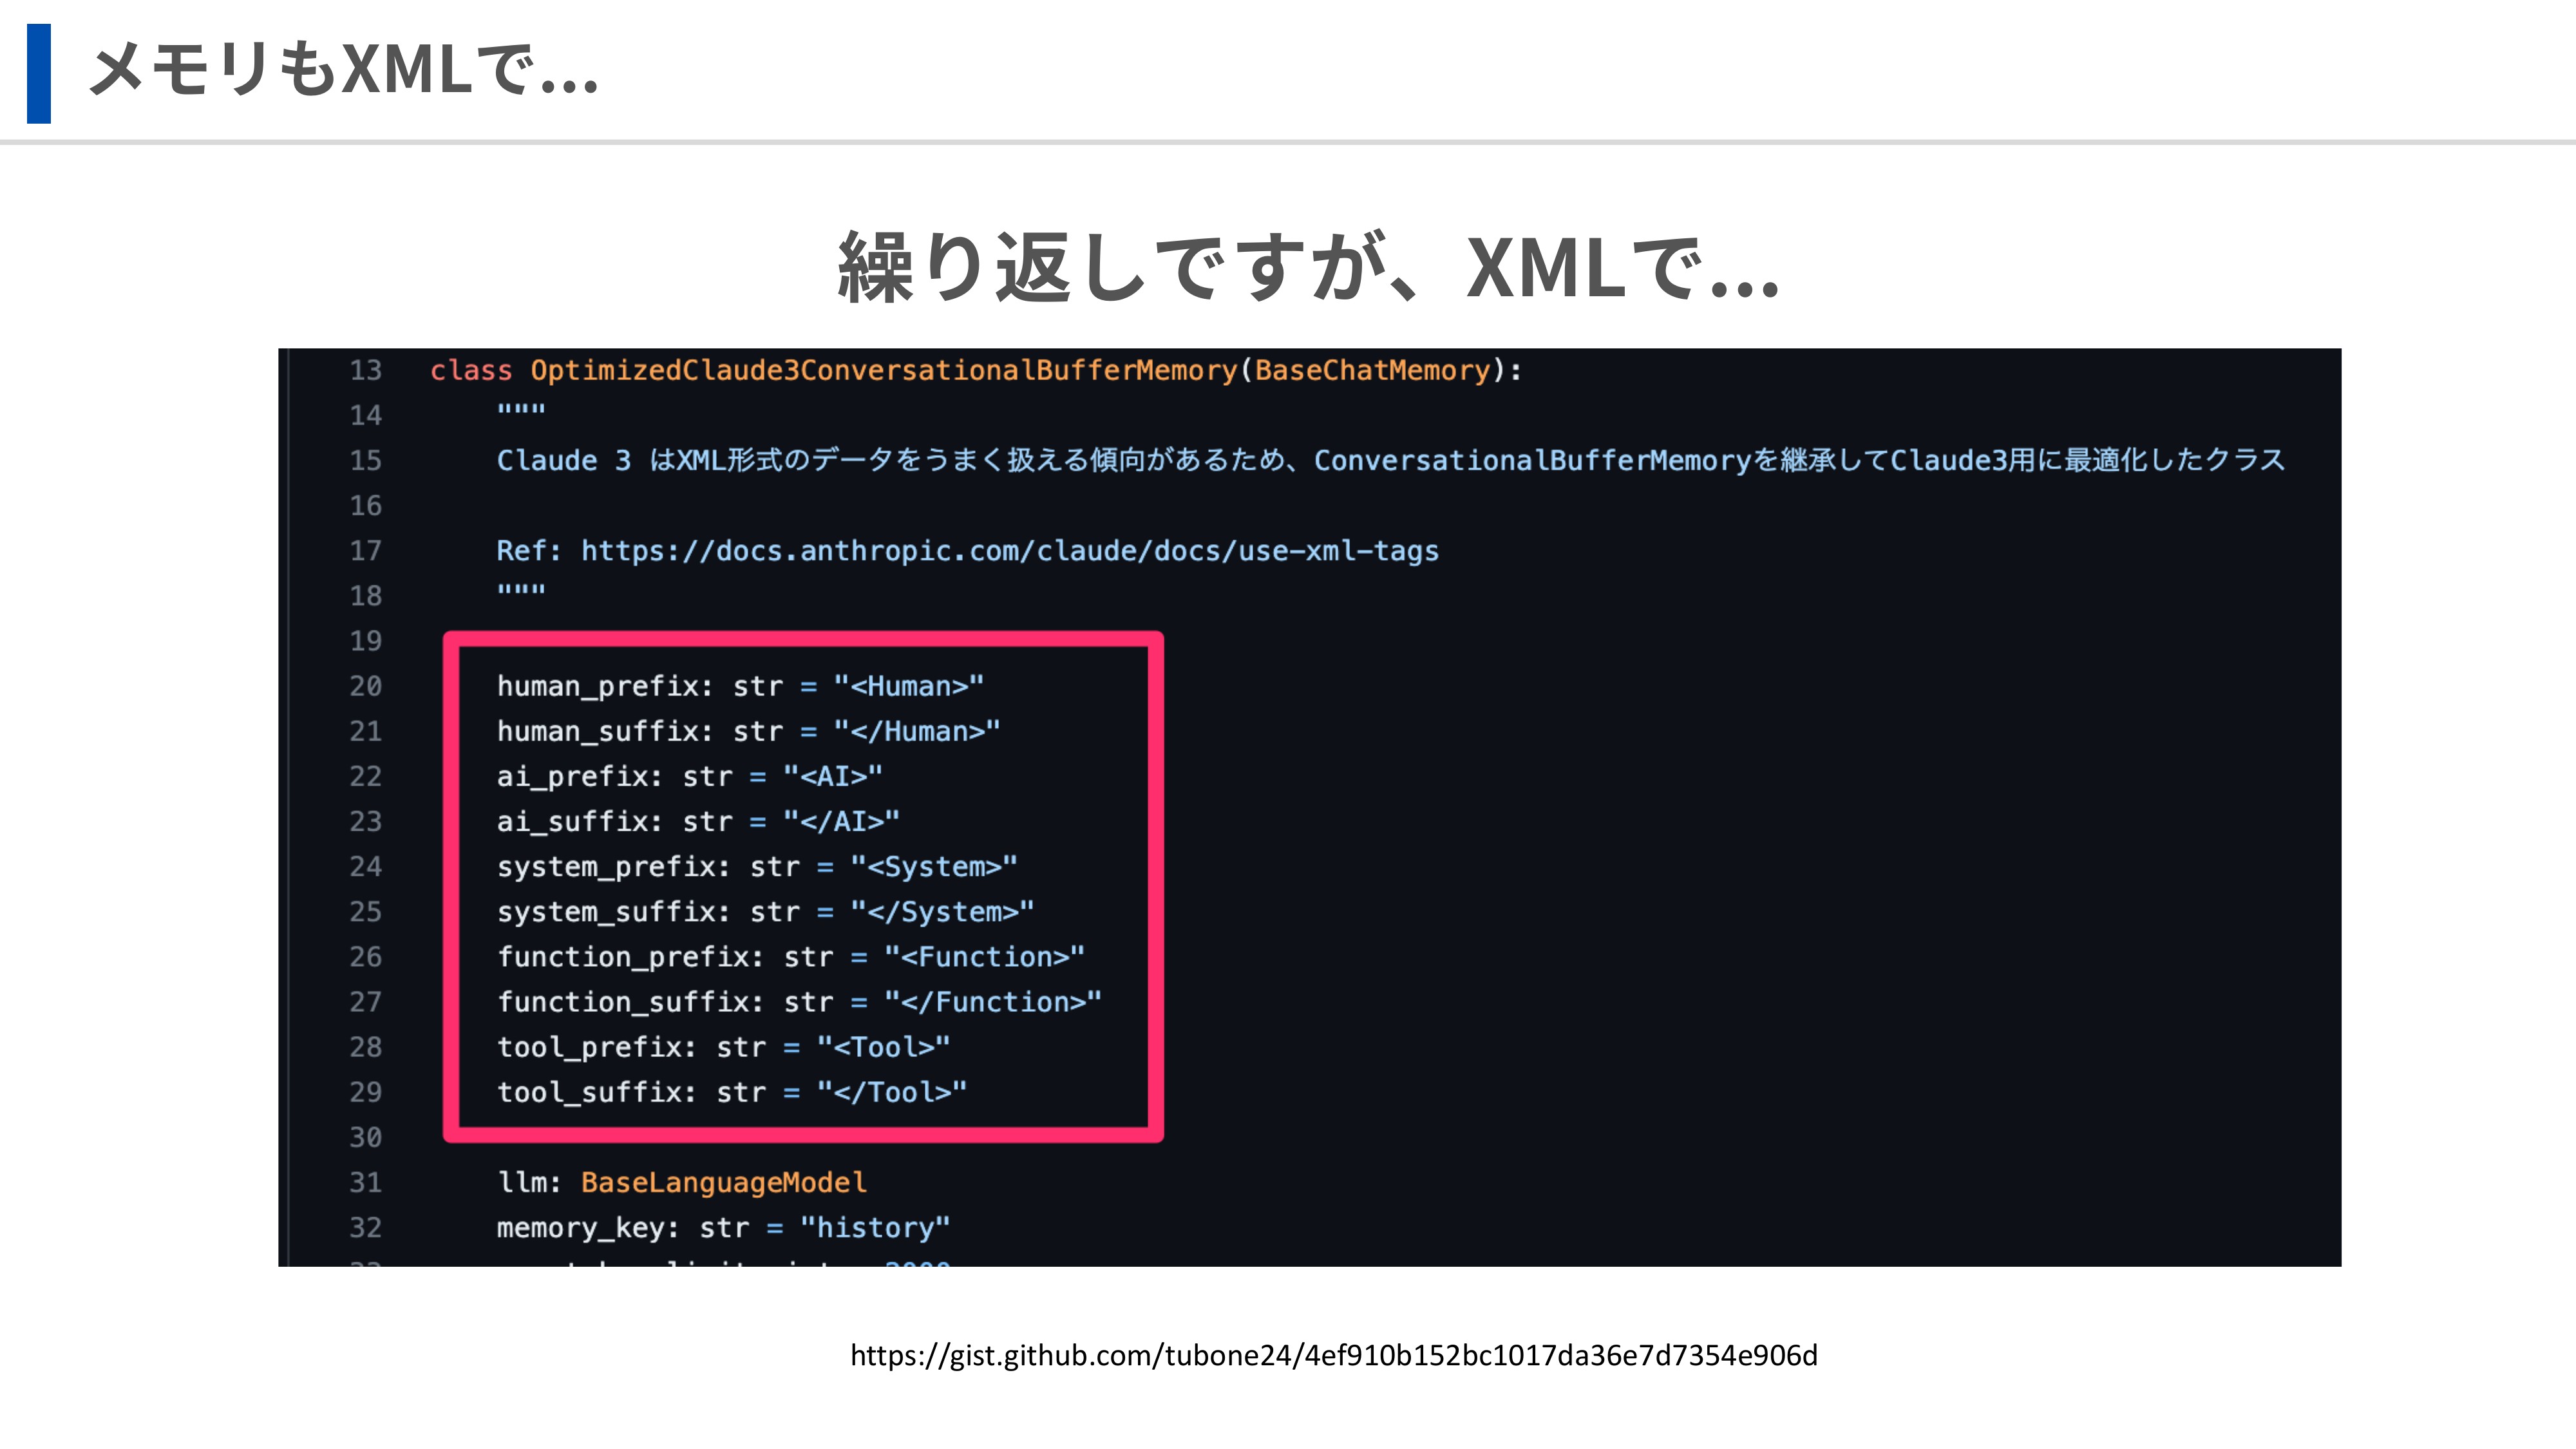 メモリもXMLで...
繰り返しですが、XMLで...
13 class OptimizedClaude3ConversationalBufferMemory(BaseChatMemory):
14 """
15 Claude 3 はXML形式のデータをうまく扱える傾向があるため、ConversationalBufferMemoryを継承してClaude3用に最適化したクラス
16
17 Ref: https://docs.anthropic.com/claude/docs/use-xml-tags
18 """
19
20 human_prefix: str = "<Human>"
21 human_suffix: str = "</Human>"
22 ai_prefix: str = "<AI>"
23 ai_suffix: str = "</AI>"
24 system_prefix: str = "<System>"
25 system_suffix: str = "</System>"
26 function_prefix: str = "<Function>"
27 function_suffix: str = "</Function>"
28 tool_prefix: str = "<Tool>"
29 tool_suffix: str = "</Tool>"
30
31 llm: BaseLanguageModel
32 memory_key: str = "history"
https://gist.github.com/tubone24/4ef910b152bc1017da36e7d7354e906d